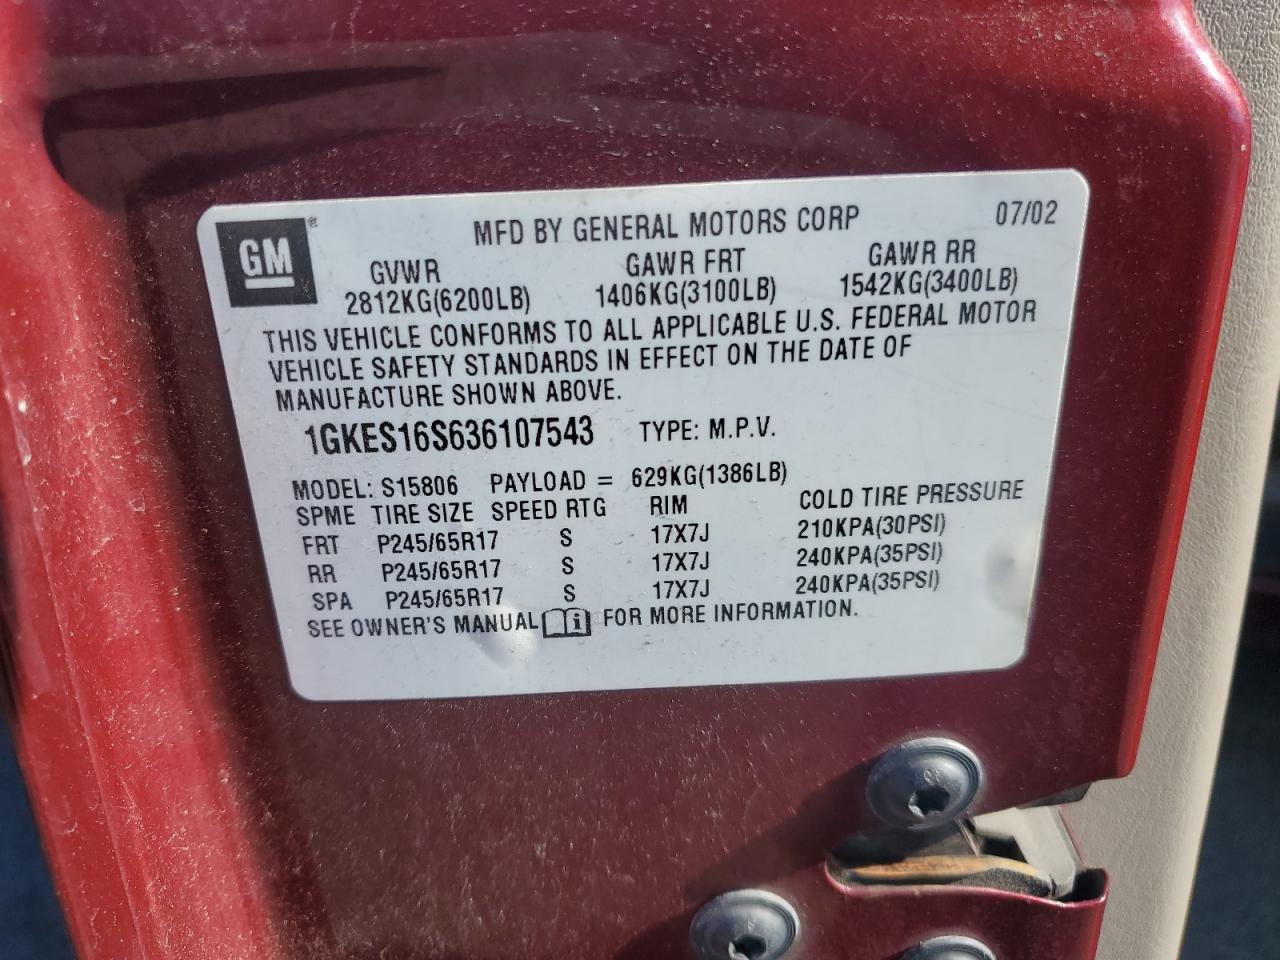 GM®
MFD BY GENERAL MOTORS CORP 07/02
GVWR GAWR FRT GAWR RR
2812KG(6200LB) 1406KG(3100LB) 1542KG(3400LB)
THIS VEHICLE CONFORMS TO ALL APPLICABLE U.S. FEDERAL MOTOR
VEHICLE SAFETY STANDARDS IN EFFECT ON THE DATE OF
MANUFACTURE SHOWN ABOVE.
1GKES16S636107543 TYPE: M.P.V.
MODEL: S15806 PAYLOAD = 629KG(1386LB)
SPME TIRE SIZE SPEED RTG RIM COLD TIRE PRESSURE
FRT P245/65R17 S 17X7J 210KPA(30PSI)
RR P245/65R17 S 17X7J 240KPA(35PSI)
SPA P245/65R17 S 17X7J 240KPA(35PSI)
SEE OWNER'S MANUAL i FOR MORE INFORMATION.